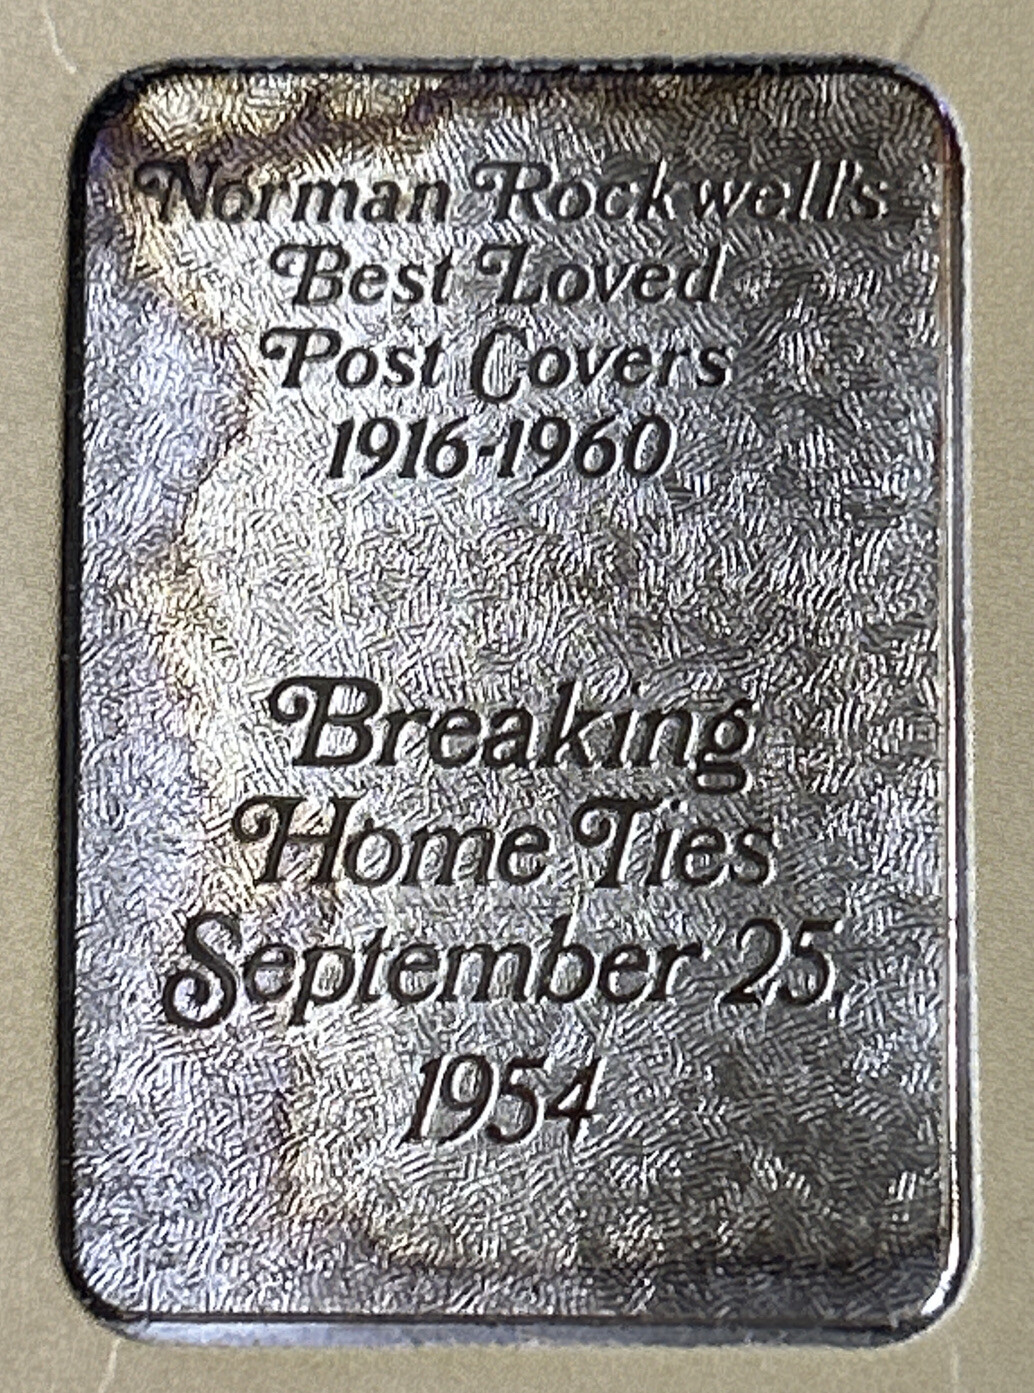 Norman Rockwell's
Best Loved
Post Covers
1916-1960
Breaking
Home Ties
September 25,
1954